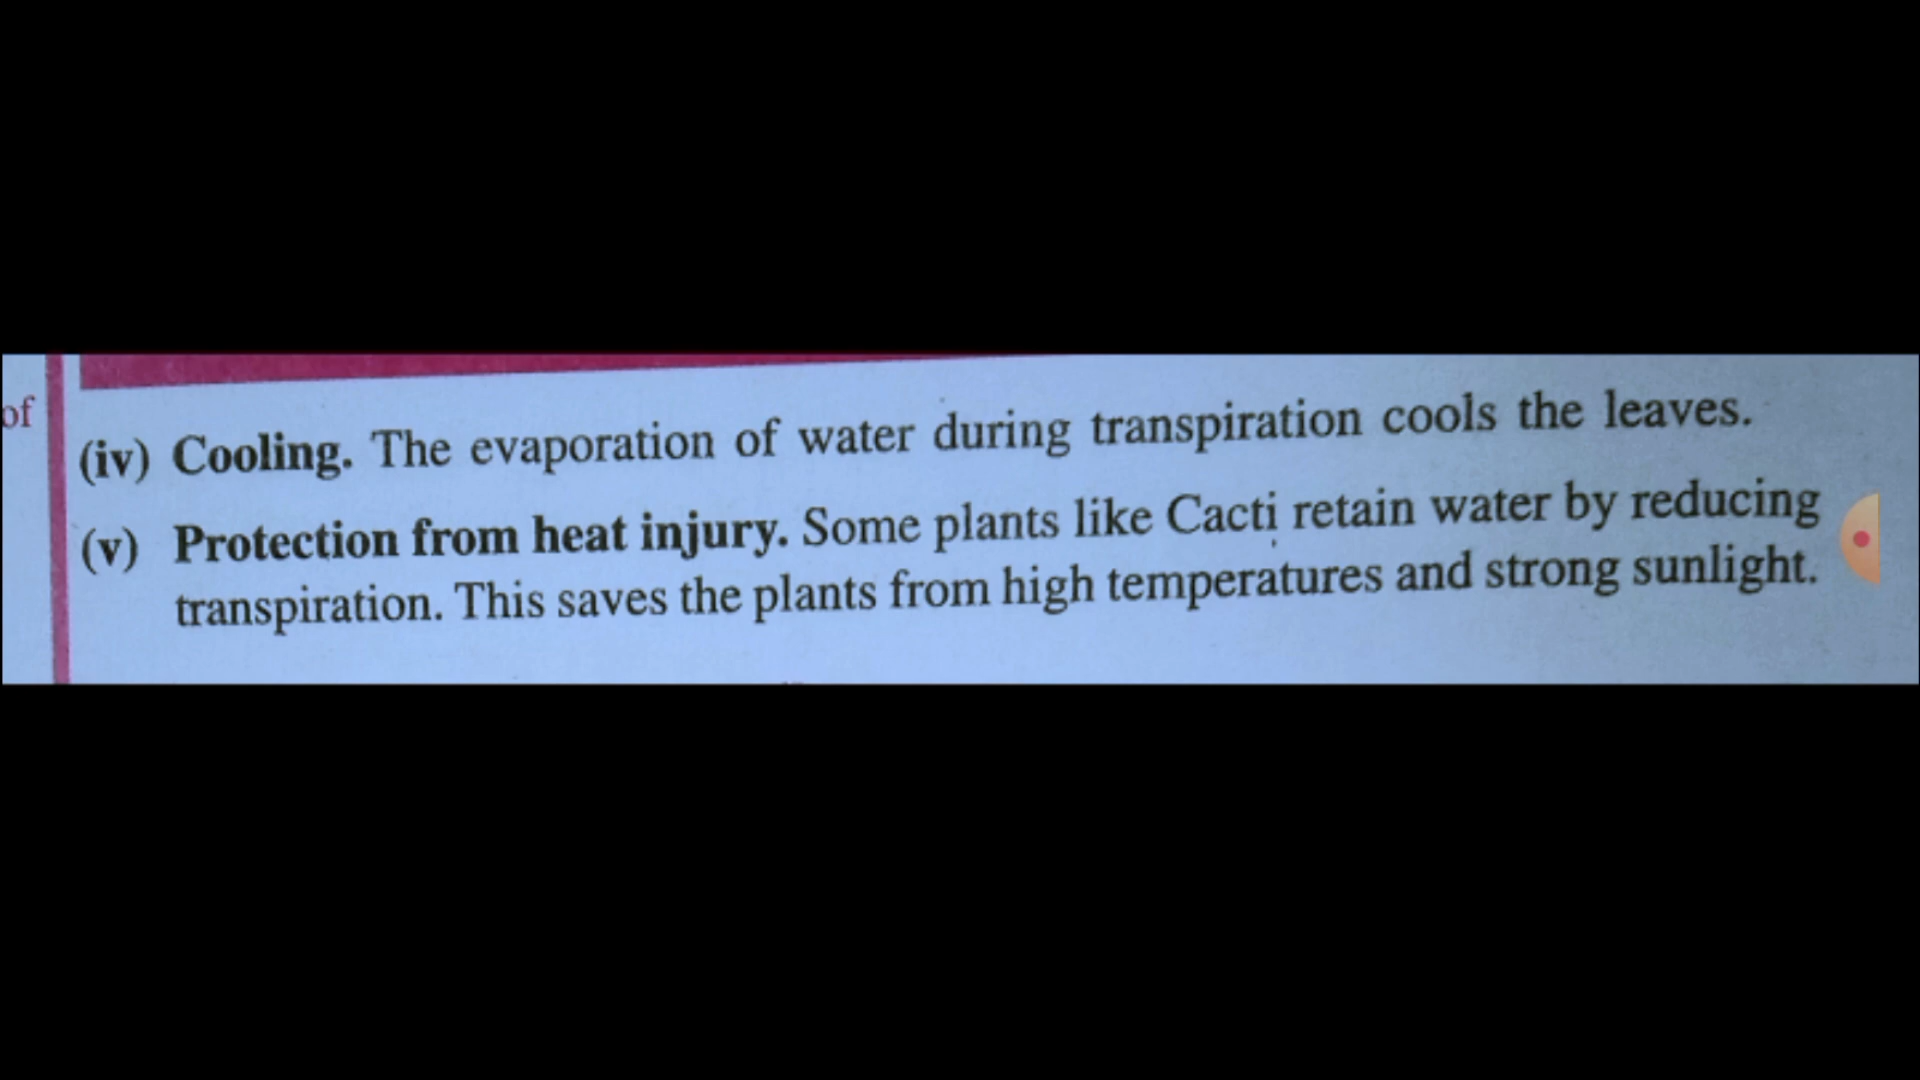 of
(iv) Cooling. The evaporation of water during transpiration cools the leaves.
(v) Protection from heat injury. Some plants like Cacti retain water by reducing
transpiration. This saves the plants from high temperatures and strong sunlight.